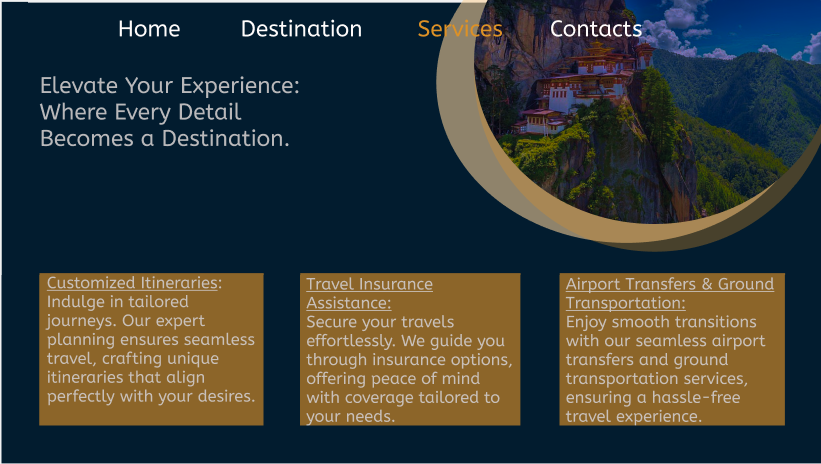 Home Destination Services Contacts
Elevate Your Experience:
Where Every Detail
Becomes a Destination.
Customized Itineraries:
Indulge in tailored
journeys. Our expert
planning ensures seamless
travel, crafting unique
itineraries that align
perfectly with your desires.
Travel Insurance
Assistance:
Secure your travels
effortlessly. We guide you
through insurance options,
offering peace of mind
with coverage tailored to
your needs.
Airport Transfers & Ground
Transportation:
Enjoy smooth transitions
with our seamless airport
transfers and ground
transportation services,
ensuring a hassle-free
travel experience.